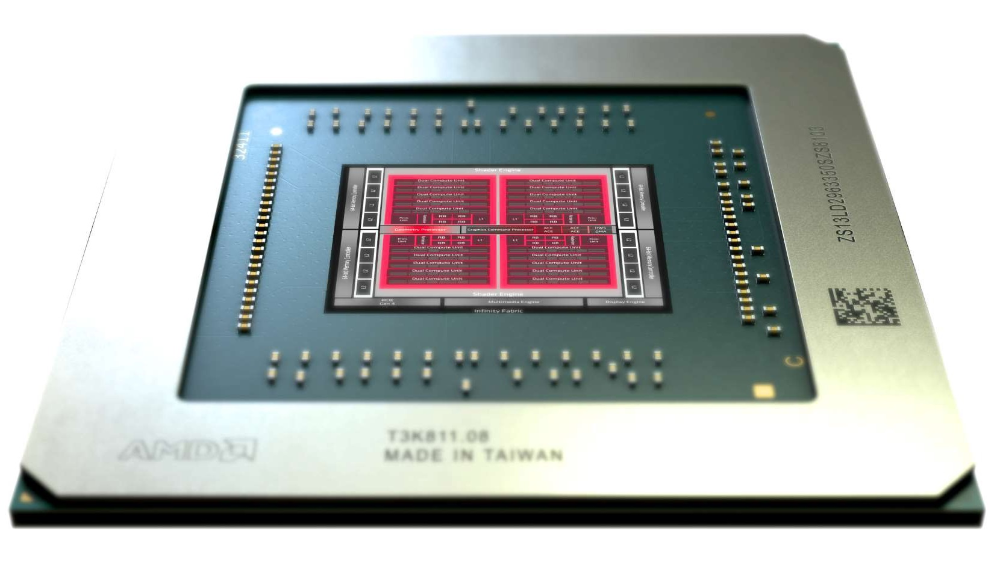 32411
ZS13LD2963350SZS8103
Shader Engine
64-bit Memory Controller
L2
L2
L2
L2
Dual Compute Unit
Dual Compute Unit
Dual Compute Unit
Dual Compute Unit
Dual Compute Unit
Prim Unit
Rasterizer
RB RB
RB RB
L1
Dual Compute Unit
Dual Compute Unit
Dual Compute Unit
Dual Compute Unit
Dual Compute Unit
L1
RB RB
RB RB
Rasterizer
Prim Unit
L2
L2
L2
L2
64-bit Memory Controller
Geometry Processor
Graphics Command Processor
ACE ACE HWS
ACE ACE DMA
64-bit Memory Controller
L2
L2
L2
L2
Prim Unit
Rasterizer
RB RB
RB RB
L1
Dual Compute Unit
Dual Compute Unit
Dual Compute Unit
Dual Compute Unit
Dual Compute Unit
L1
RB RB
RB RB
Rasterizer
Prim Unit
Dual Compute Unit
Dual Compute Unit
Dual Compute Unit
Dual Compute Unit
Dual Compute Unit
L2
L2
L2
L2
64-bit Memory Controller
Shader Engine
PCIE
Gen 4
Multimedia Engine
Display Engine
Infinity Fabric
C
AMD
T3K811.08
MADE IN TAIWAN